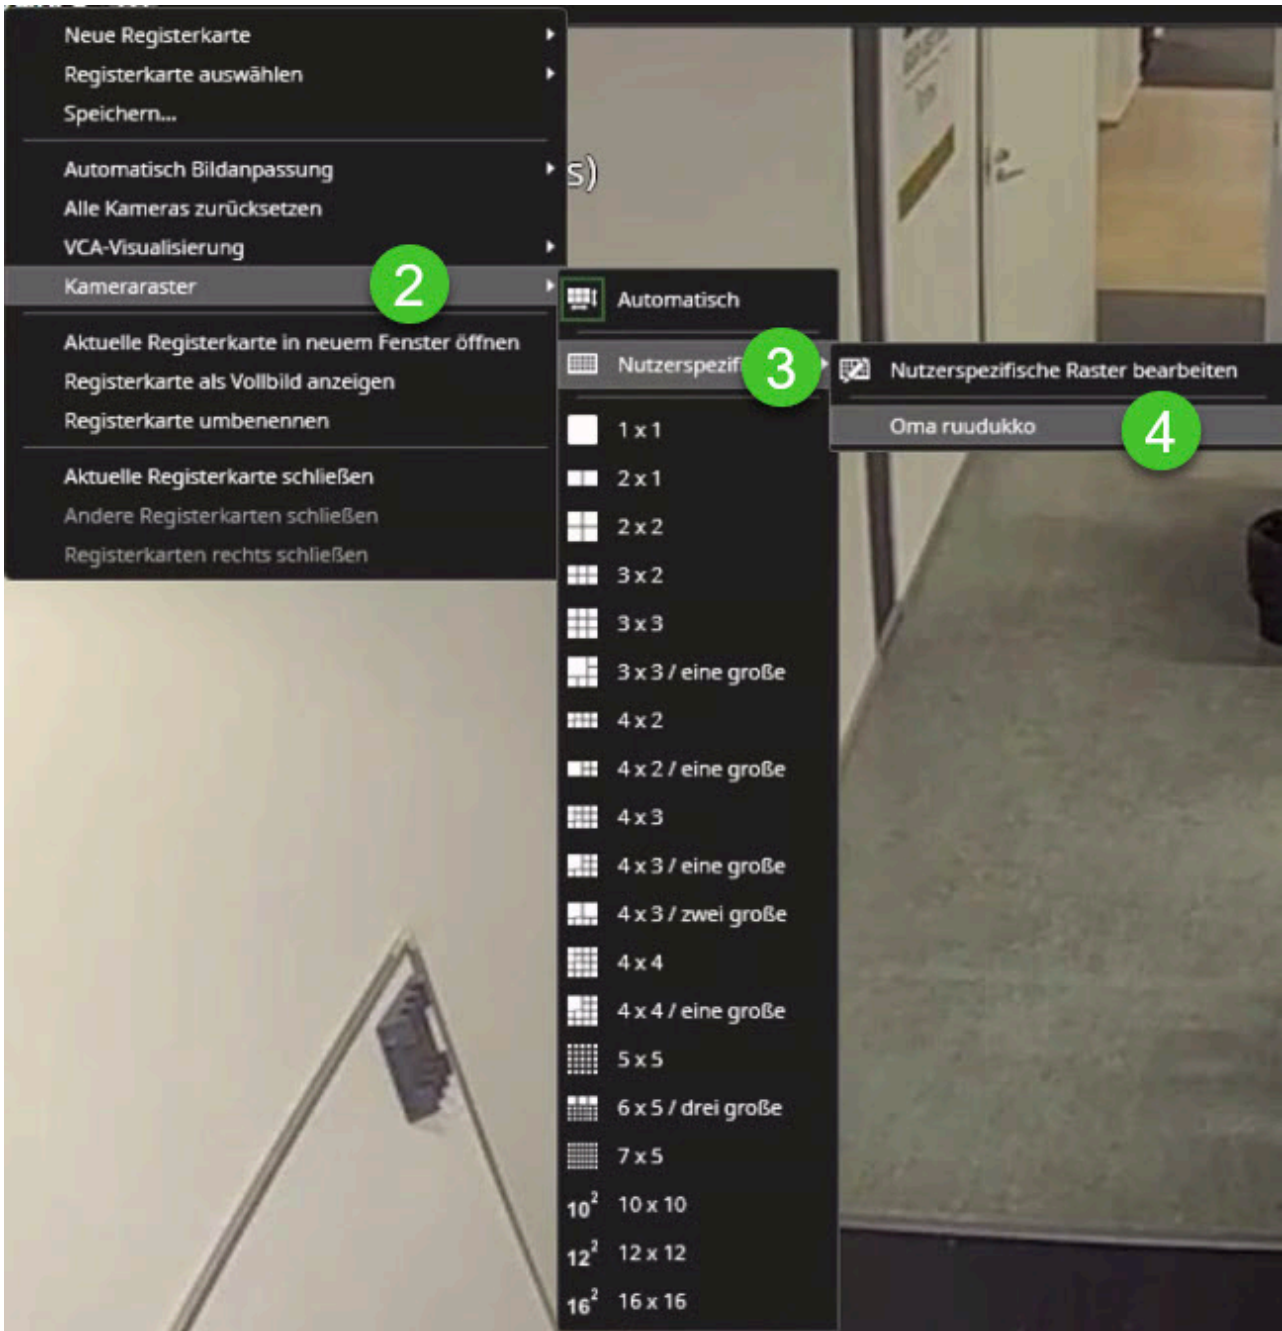 Neue Registerkarte
Registerkarte auswählen
Speichern...
Automatisch Bildanpassung
Alle Kameras zurücksetzen
VCA-Visualisierung
Kameraraster
2
Aktuelle Registerkarte in neuem Fenster öffnen
Registerkarte als Vollbild anzeigen
Registerkarte umbenennen
Aktuelle Registerkarte schließen
Andere Registerkarten schließen
Registerkarten rechts schließen
s)
Automatisch
Nutzerspezifi
3
1 x 1
2 x 1
2 x 2
3 x 2
3 x 3
3 x 3 / eine große
4 x 2
4 x 2 / eine große
4 x 3
4 x 3 / eine große
4 x 3 / zwei große
4 x 4
4 x 4 / eine große
5 x 5
6 x 5 / drei große
7 x 5
10² 10 x 10
12² 12 x 12
16² 16 x 16
Nutzerspezifische Raster bearbeiten
Oma ruudukko
4